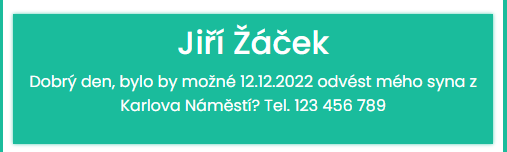 Jiří Žáček
Dobrý den, bylo by možné 12.12.2022 odvést mého syna z
Karlova Náměstí? Tel. 123 456 789